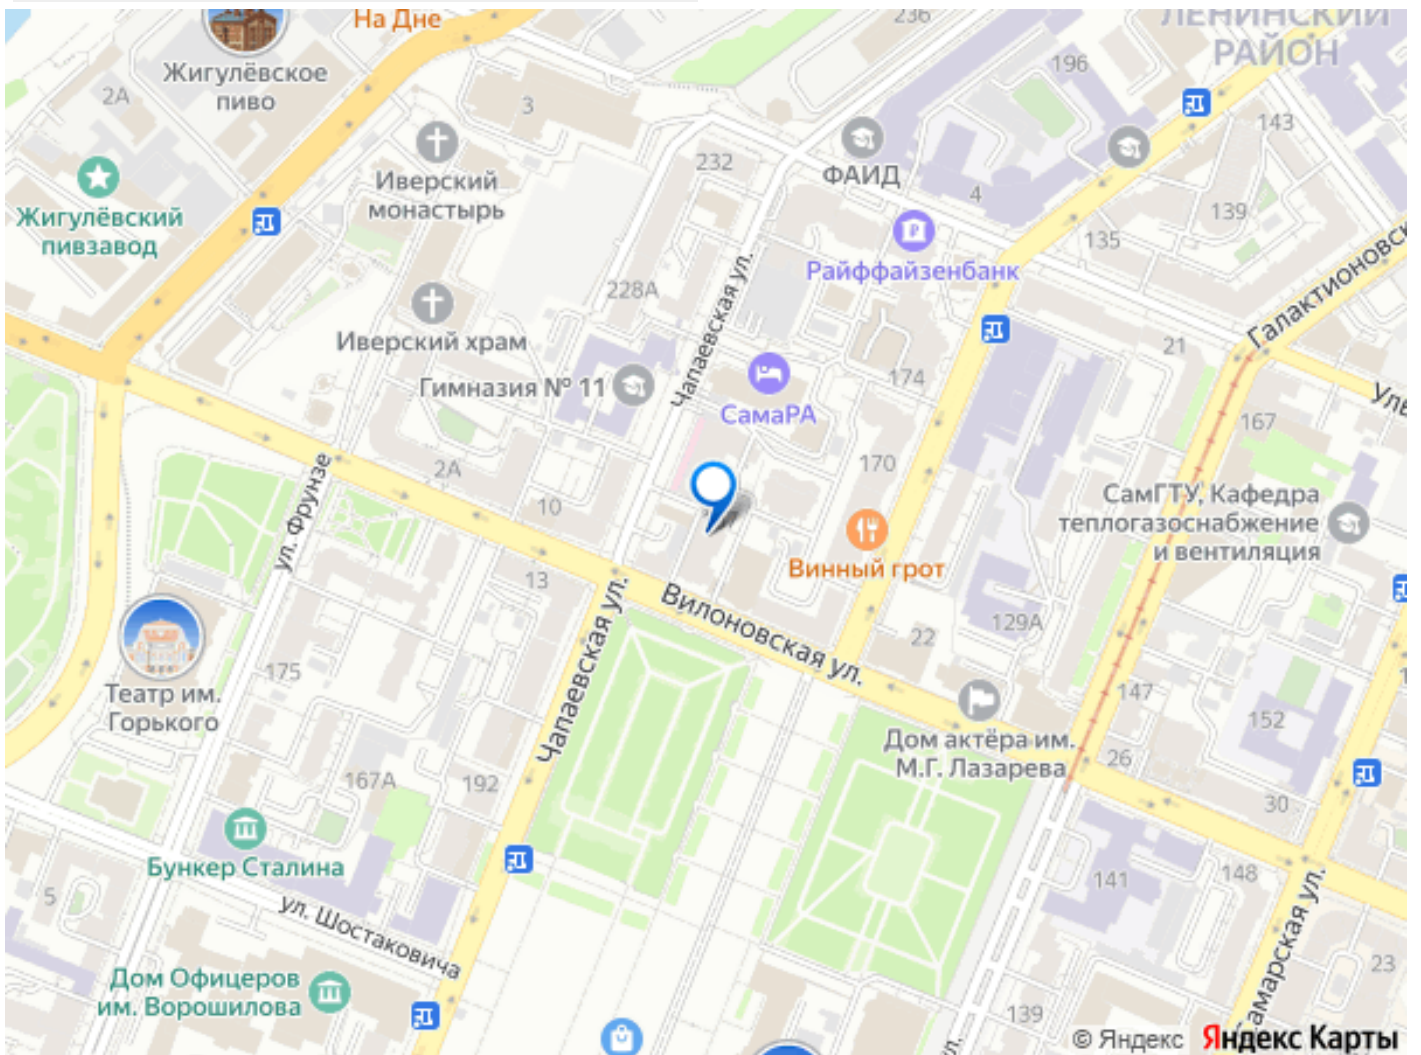 На Дне
236
ЛЕНИНСКИЙ
РАЙОН
Жигулёвское
пиво
2А
3
196
143
Иверский
монастырь
232
ФАИД
4
139
135
Жигулёвский
пивзавод
Райффайзенбанк
Галактионовск
228А
Чапаевская ул.
Иверский храм
21
Гимназия № 11
174
СамаРА
Уль
167
2А
170
ул. Фрунзе
10
СамГТУ, Кафедра
теплогазоснабжение
и вентиляция
Винный грот
13
Вилоновская ул.
129А
22
Чапаевская ул.
175
Театр им.
Горького
147
152
Дом актёра им.
М.Г. Лазарева
26
167А
192
30
Бункер Сталина
141
148
5
ул. Шостаковича
Самарская ул.
23
Дом Офицеров
им. Ворошилова
139
ул.
© Яндекс Яндекс Карты